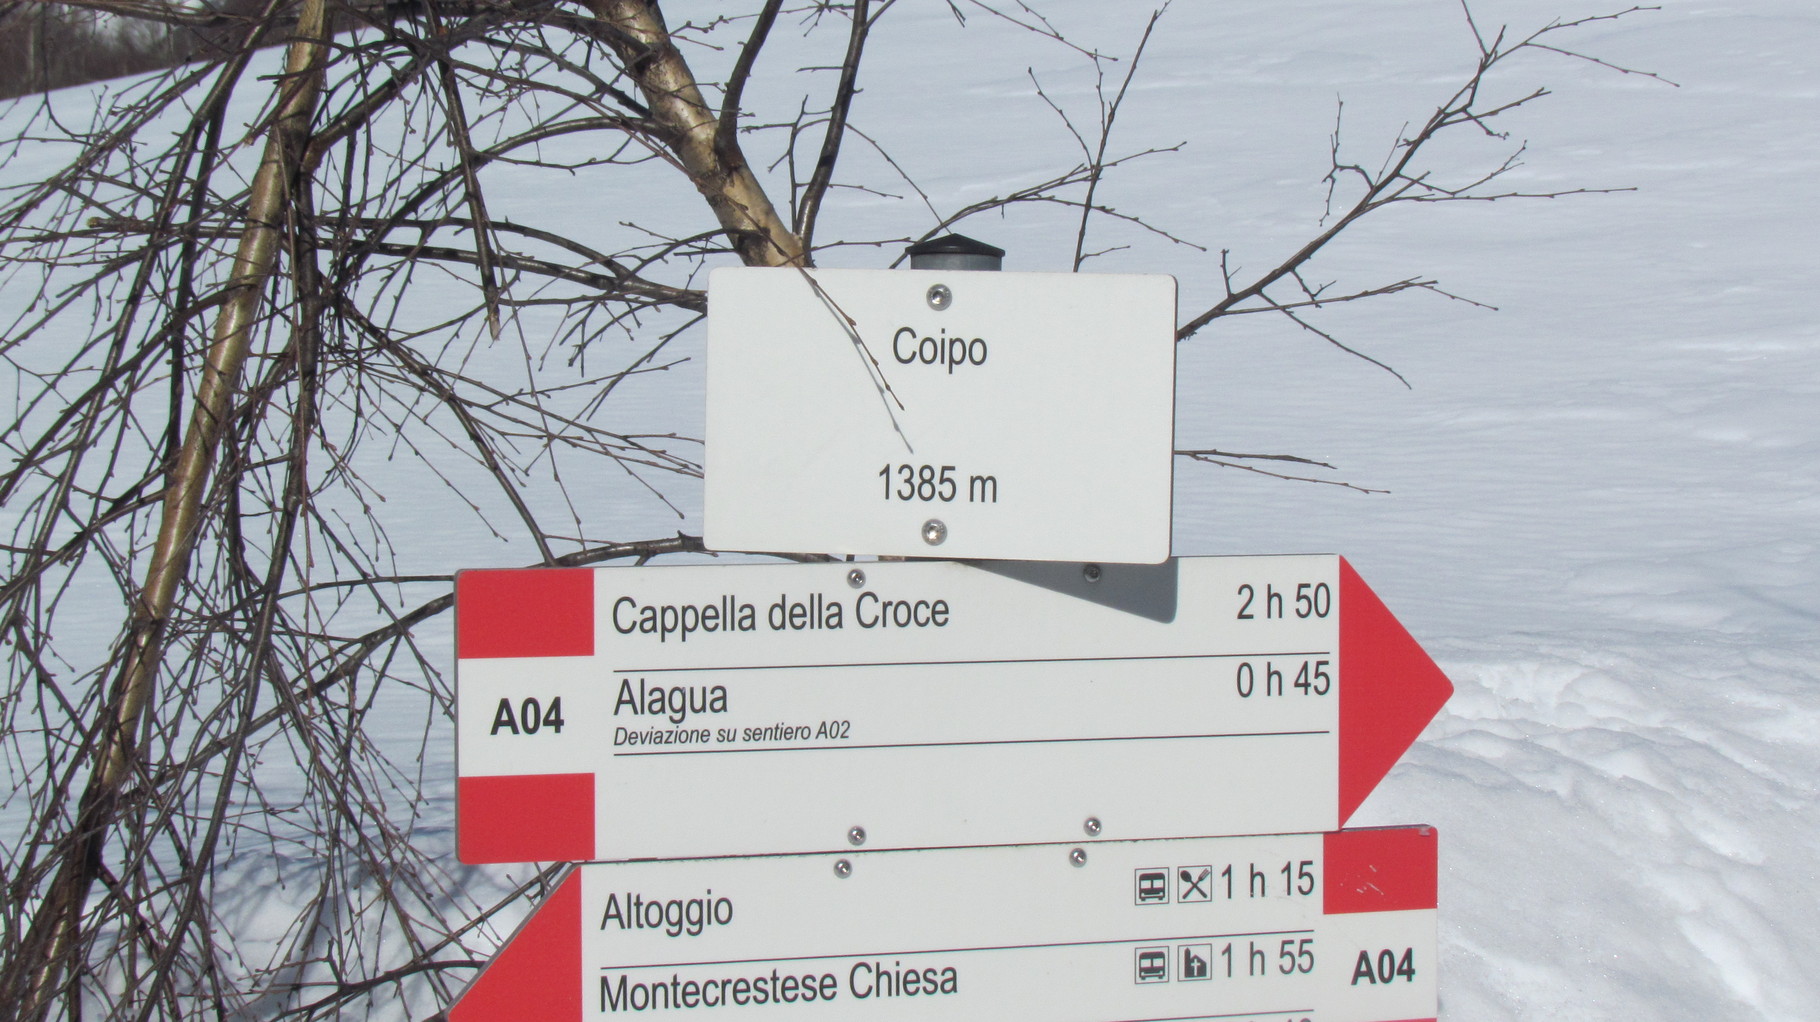 Coipo
1385 m
Cappella della Croce 2 h 50
Alagua 0 h 45
Deviazione su sentiero A02
A04
Altoggio 1 h 15
Montecrestese Chiesa 1 h 55
A04